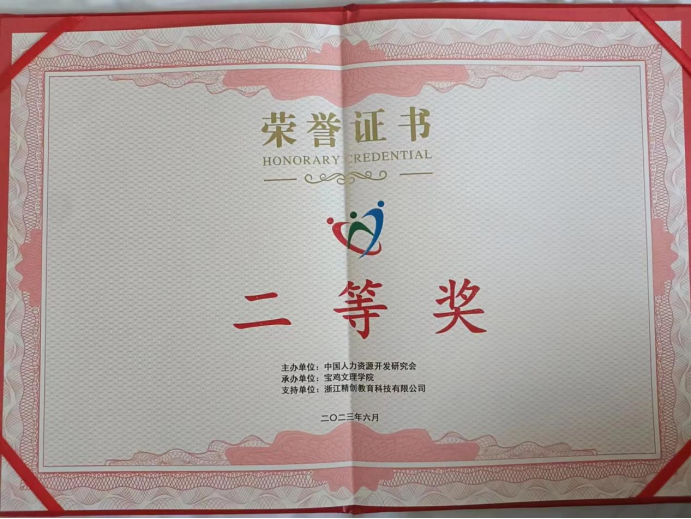 荣誉证书
HONORARY CREDENTIAL
二等奖
主办单位：中国人力资源开发研究会
承办单位：宝鸡文理学院
支持单位：浙江精创教育科技有限公司
二〇二三年六月